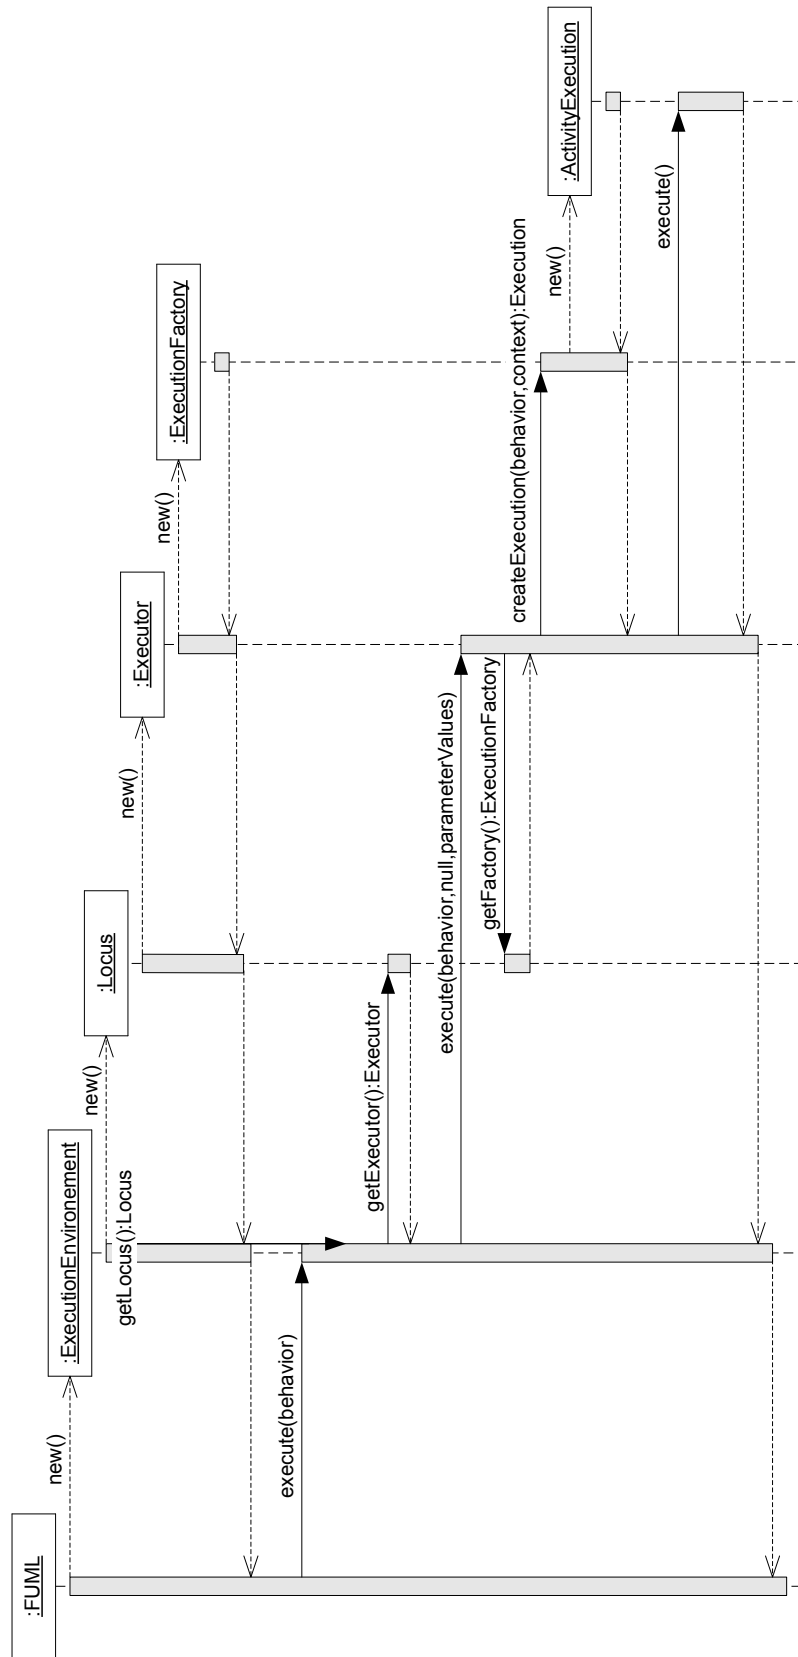 :FUML
new()
:ExecutionEnvironement
new()
:Locus
new()
:Executor
new()
:ExecutionFactory
getLocus():Locus
execute(behavior)
getExecutor():Executor
execute(behavior,null,parameterValues)
getFactory():ExecutionFactory
createExecution(behavior,context):Execution
new()
:ActivityExecution
execute()